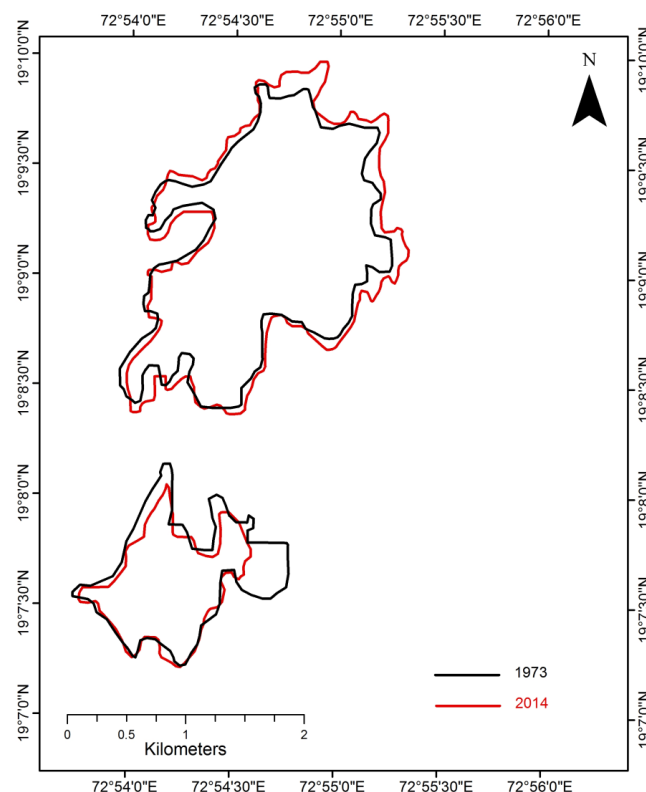 72°54'0"E 72°54'30"E 72°55'0"E 72°55'30"E 72°56'0"E
19°10'0"N 19°10'0"N
N
19°9'30"N 19°9'30"N
19°9'0"N 19°9'0"N
19°8'30"N 19°8'30"N
19°8'0"N 19°8'0"N
19°7'30"N 19°7'30"N
1973
2014
19°7'0"N 19°7'0"N
0 0.5 1 2
Kilometers
72°54'0"E 72°54'30"E 72°55'0"E 72°55'30"E 72°56'0"E